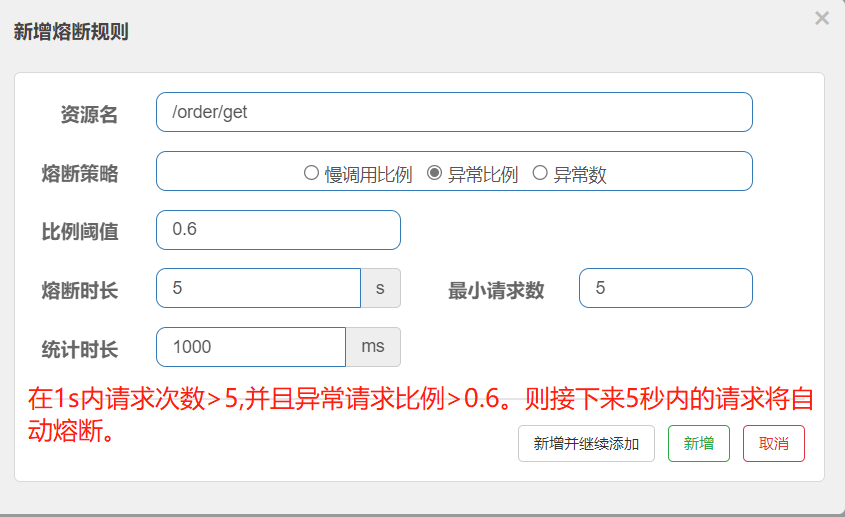 新增熔断规则
×
资源名 /order/get
熔断策略 慢调用比例 异常比例 异常数
比例阈值 0.6
熔断时长 5 s 最小请求数 5
统计时长 1000 ms
在1s内请求次数>5,并且异常请求比例>0.6。则接下来5秒内的请求将自
动熔断。
新增并继续添加 新增 取消